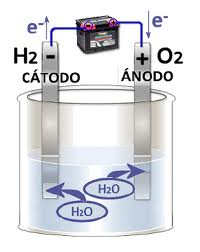 e⁻ e⁻
H2 - + O2
CÁTODO ÁNODO
H2O
H2O